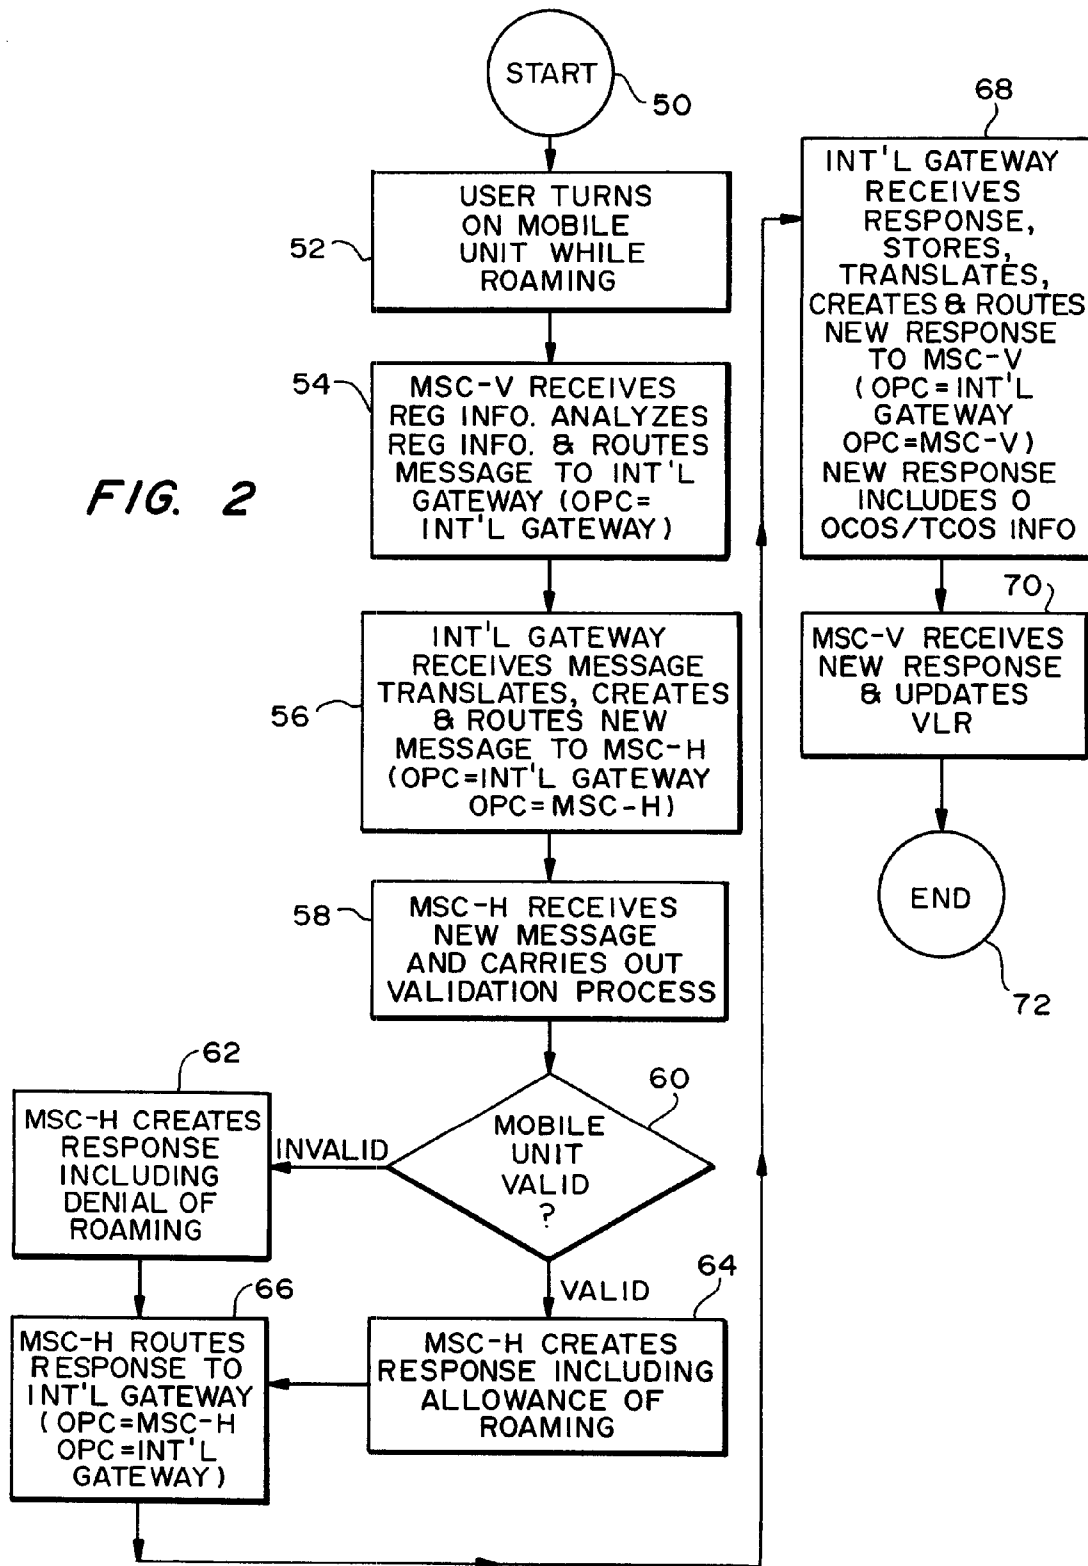 START
50
USER TURNS
ON MOBILE
UNIT WHILE
ROAMING
52
54
MSC-V RECEIVES
REG INFO. ANALYZES
REG INFO. & ROUTES
MESSAGE TO INT'L
GATEWAY (OPC=
INT'L GATEWAY)
FIG. 2
56
INT'L GATEWAY
RECEIVES MESSAGE
TRANSLATES, CREATES
& ROUTES NEW
MESSAGE TO MSC-H
(OPC=INT'L GATEWAY
OPC=MSC-H)
58
MSC-H RECEIVES
NEW MESSAGE
AND CARRIES OUT
VALIDATION PROCESS
60
MOBILE
UNIT
VALID
?
INVALID
VALID
62
MSC-H CREATES
RESPONSE
INCLUDING
DENIAL OF
ROAMING
64
MSC-H CREATES
RESPONSE INCLUDING
ALLOWANCE OF
ROAMING
66
MSC-H ROUTES
RESPONSE TO
INT'L GATEWAY
(OPC=MSC-H
OPC=INT'L
GATEWAY)
68
INT'L GATEWAY
RECEIVES
RESPONSE,
STORES,
TRANSLATES,
CREATES & ROUTES
NEW RESPONSE
TO MSC-V
(OPC=INT'L
GATEWAY
OPC=MSC-V)
NEW RESPONSE
INCLUDES O
OCOS/TCOS INFO
70
MSC-V RECEIVES
NEW RESPONSE
& UPDATES
VLR
END
72